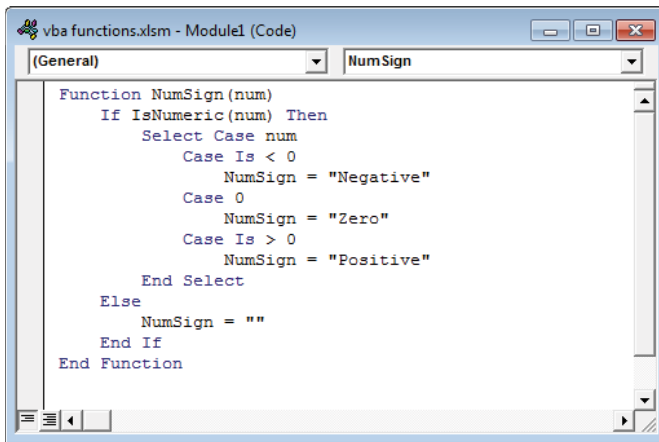 vba functions.xlsm - Module1 (Code)
(General) NumSign
Function NumSign(num)
    If IsNumeric(num) Then
        Select Case num
            Case Is < 0
                NumSign = "Negative"
            Case 0
                NumSign = "Zero"
            Case Is > 0
                NumSign = "Positive"
        End Select
    Else
        NumSign = ""
    End If
End Function